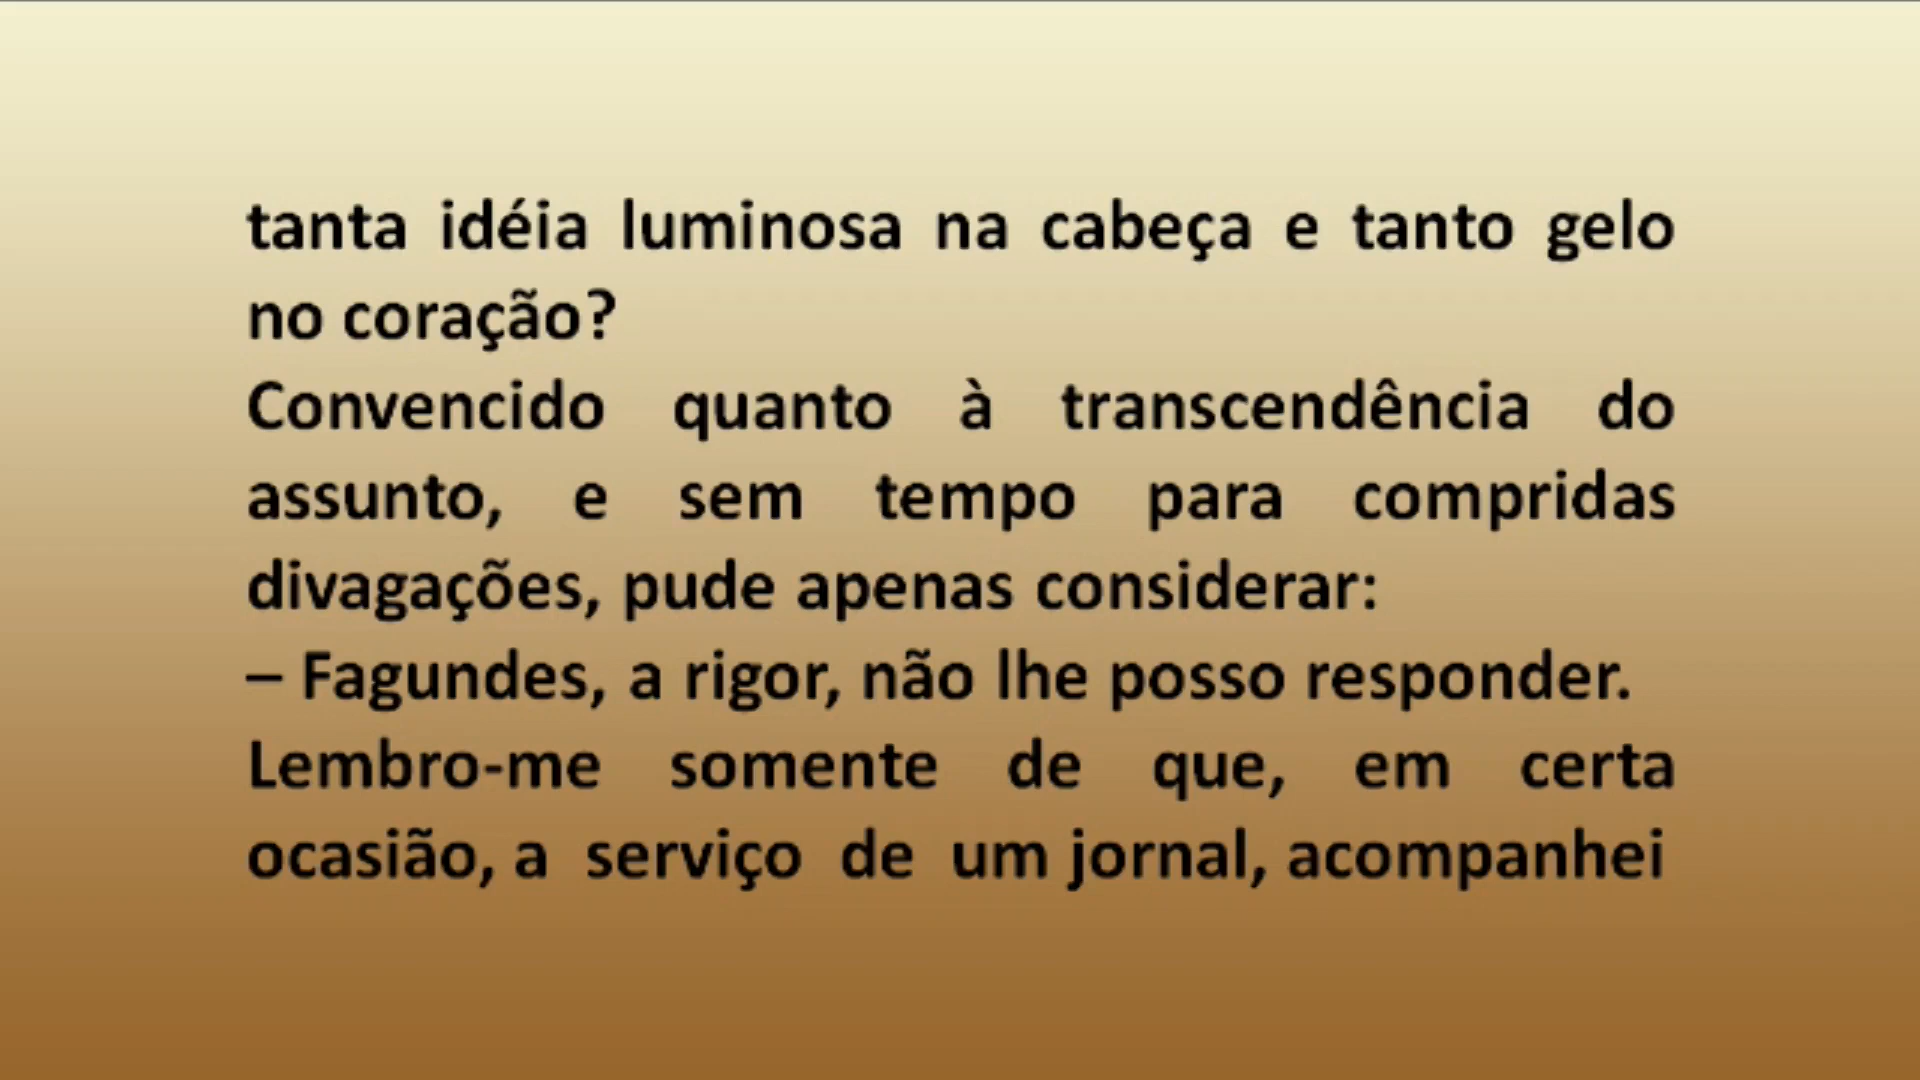 tanta idéia luminosa na cabeça e tanto gelo
no coração?
Convencido quanto à transcendência do
assunto, e sem tempo para compridas
divagações, pude apenas considerar:
– Fagundes, a rigor, não lhe posso responder.
Lembro-me somente de que, em certa
ocasião, a serviço de um jornal, acompanhei